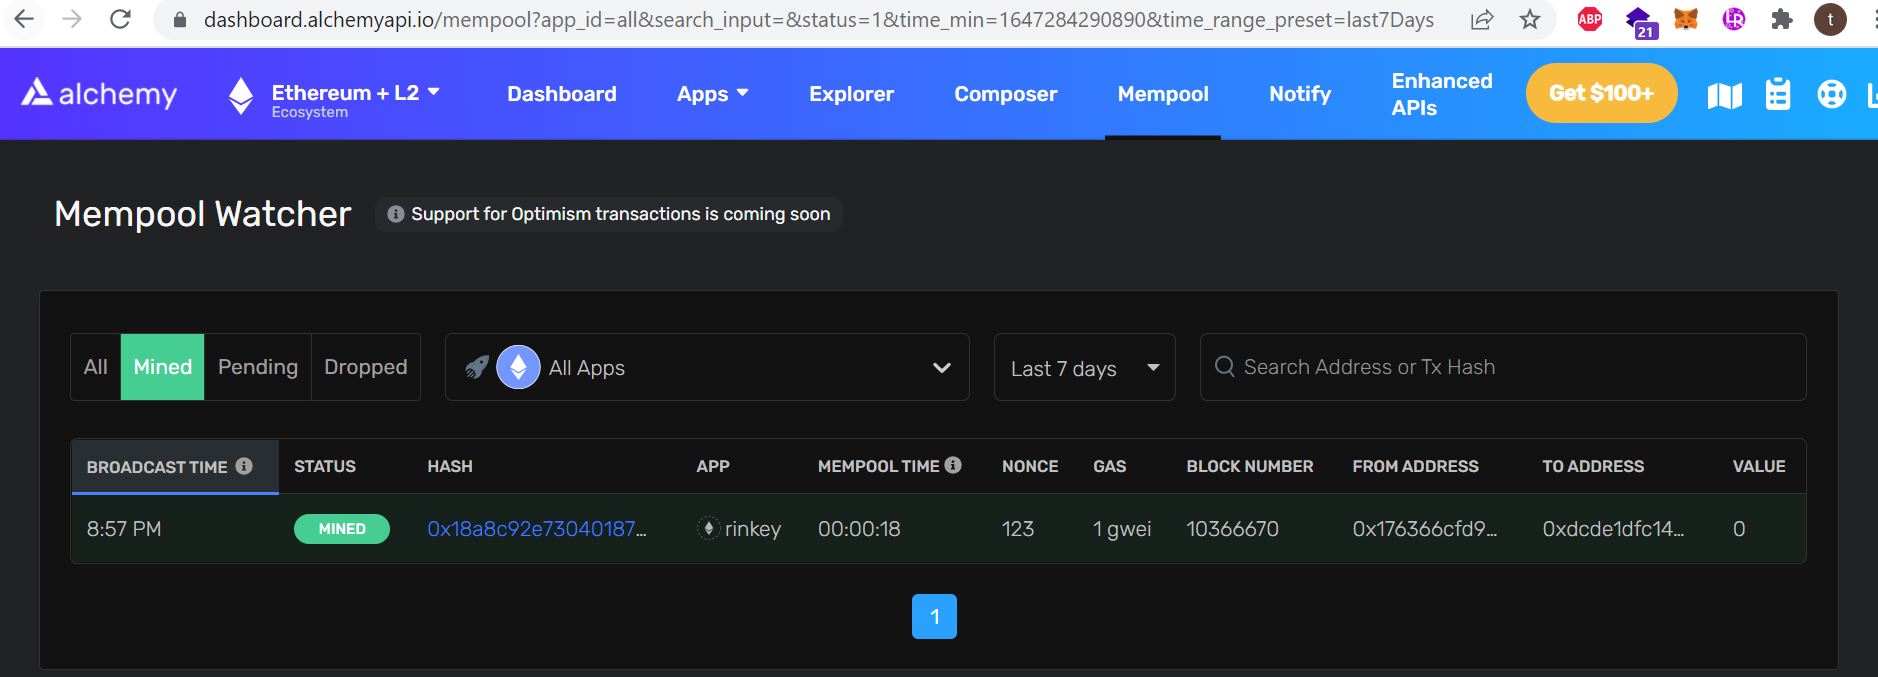 dashboard.alchemyapi.io/mempool?app_id=all&search_input=&status=1&time_min=1647284290890&time_range_preset=last7Days
ABP
21
t
alchemy
Ethereum + L2
Ecosystem
Dashboard
Apps
Explorer
Composer
Mempool
Notify
Enhanced
APIs
Get $100+
Mempool Watcher
Support for Optimism transactions is coming soon
All Mined Pending Dropped
All Apps
Last 7 days
Search Address or Tx Hash
BROADCAST TIME STATUS HASH APP MEMPOOL TIME NONCE GAS BLOCK NUMBER FROM ADDRESS TO ADDRESS VALUE
8:57 PM MINED 0x18a8c92e73040187... rinkey 00:00:18 123 1 gwei 10366670 0x176366cfd9... 0xdcde1dfc14... 0
1